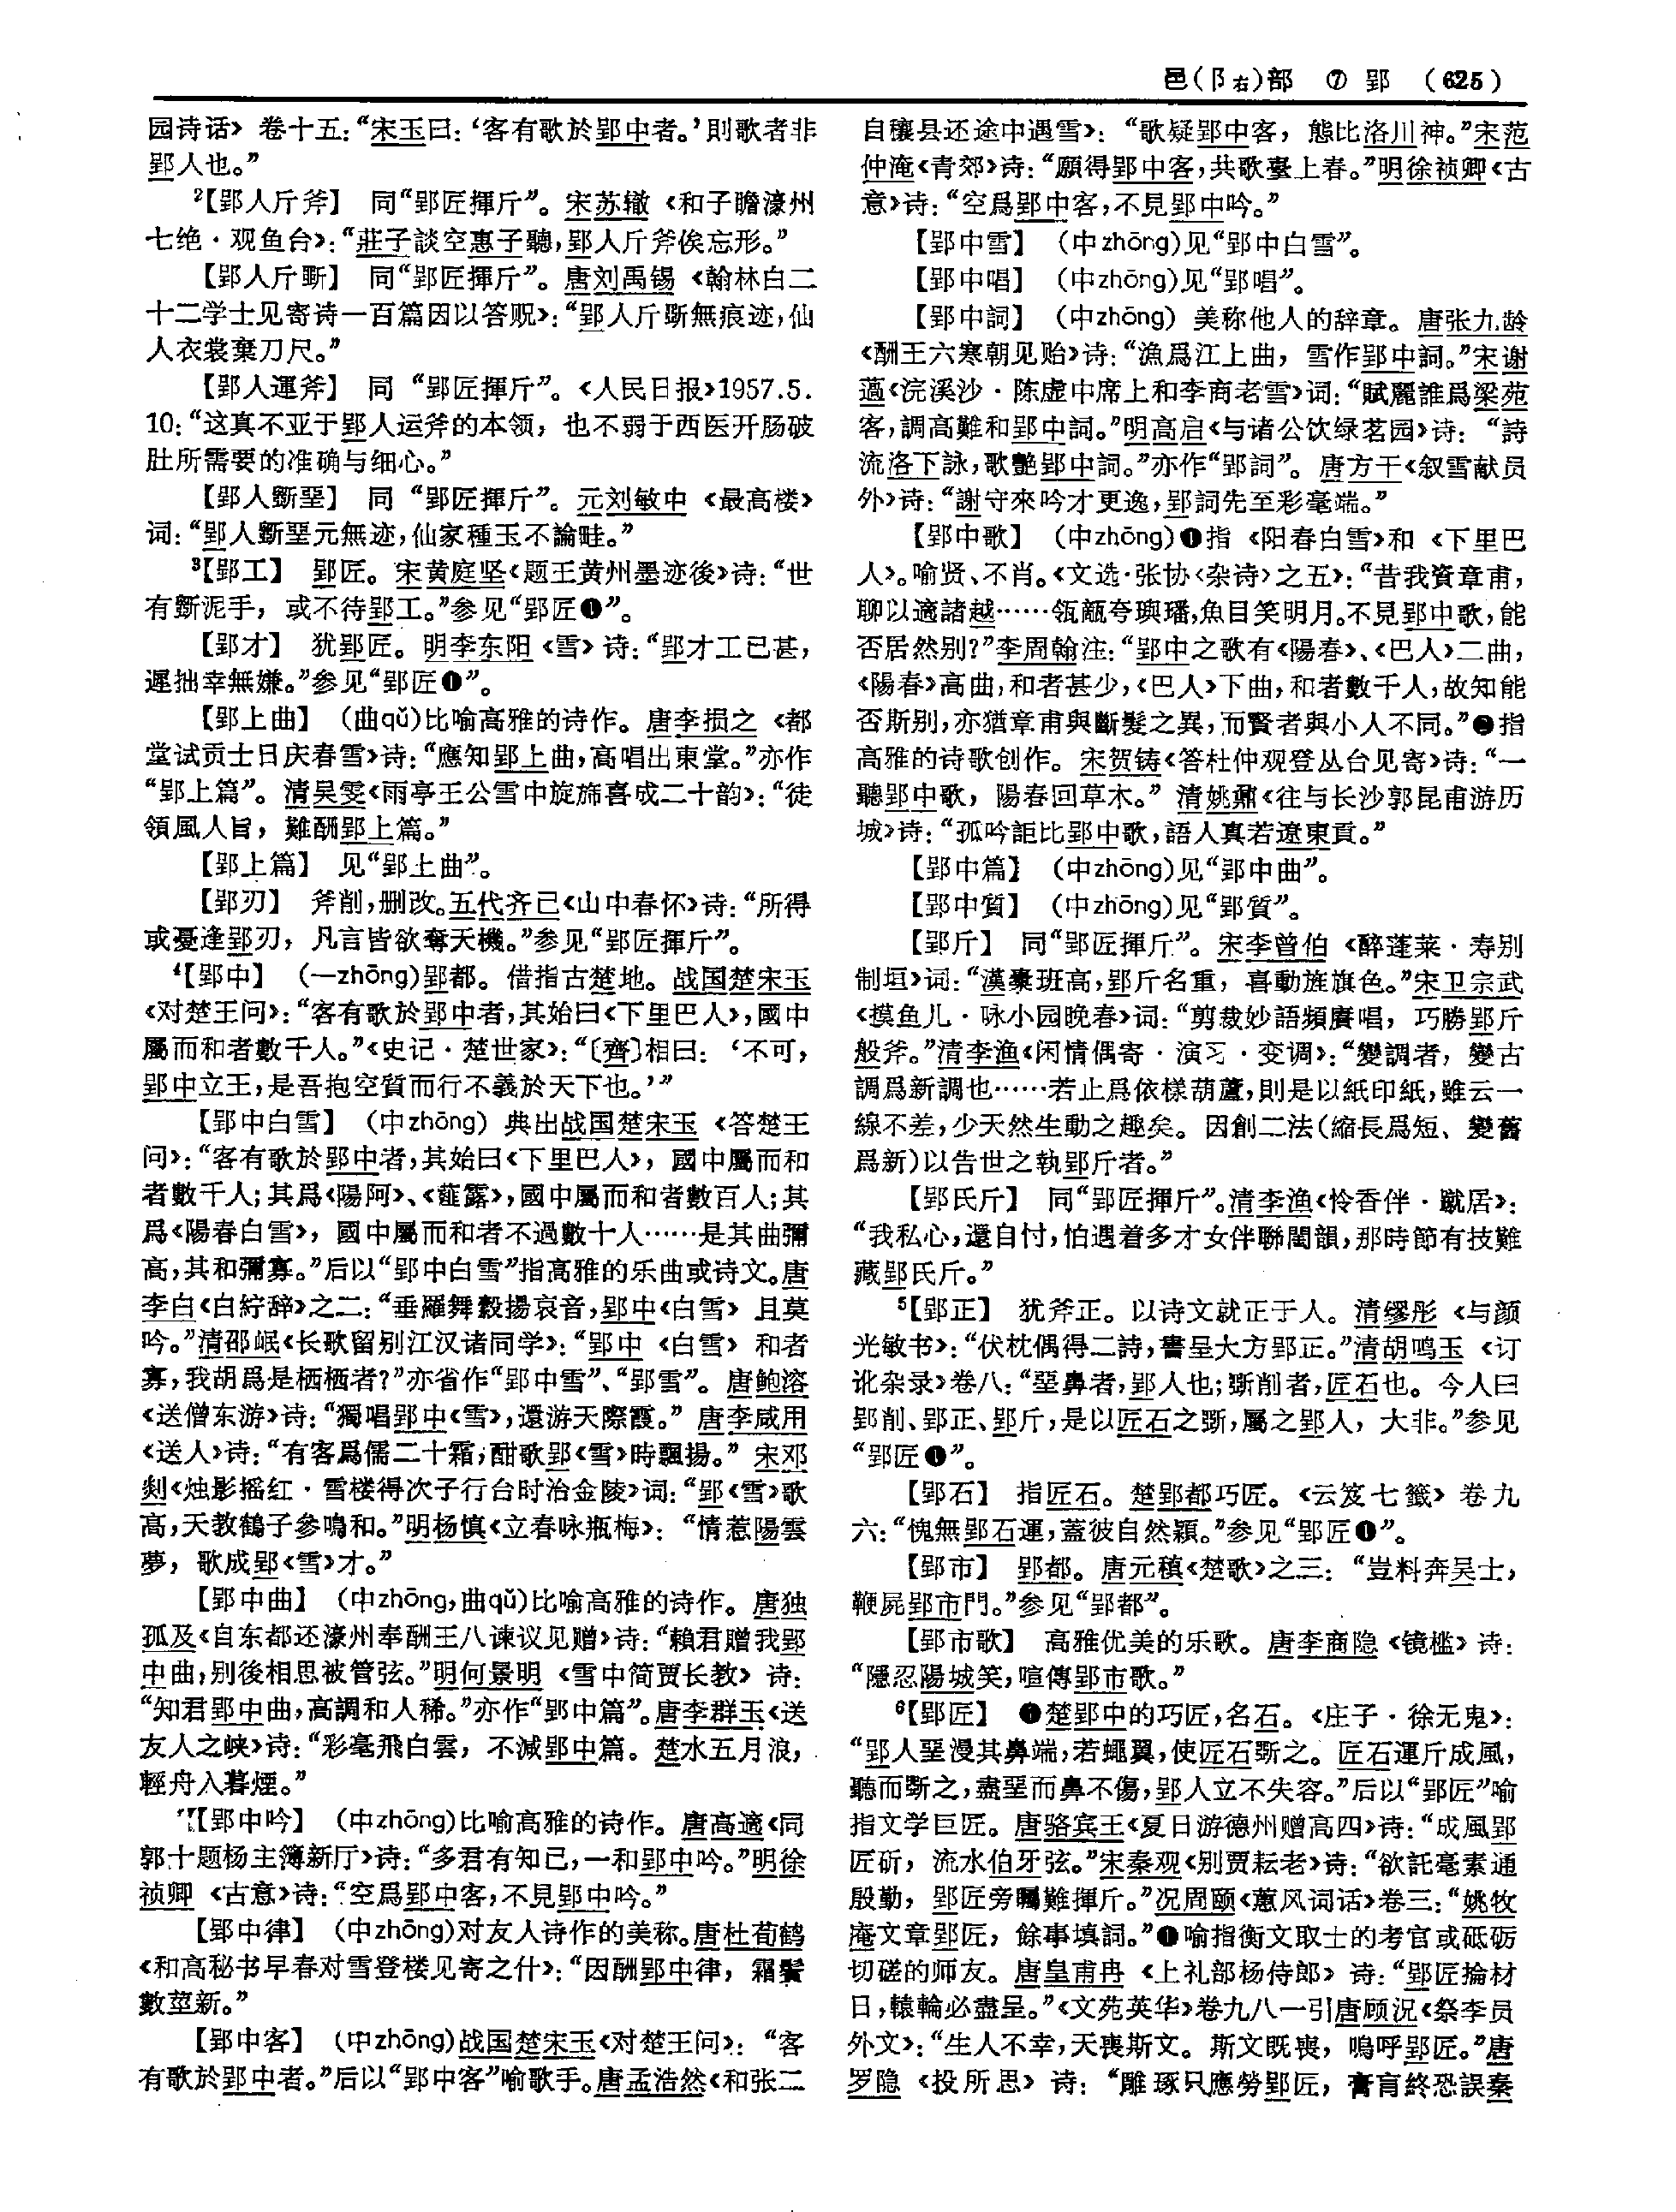 邑(阝右)部　⑦　郢　(625)
园诗话》卷十五：“宋玉曰：‘客有歌於郢中者。’則歌者非
郢人也。”
²【郢人斤斧】　同“郢匠揮斤”。宋苏辙《和子瞻濠州
七绝·观鱼台》：“莊子談空惠子聽，郢人斤斧俟忘形。”
【郢人斤斲】　同“郢匠揮斤”。唐刘禹锡《翰林白二
十二学士见寄诗一百篇因以答贶》：“郢人斤斲無痕迹，仙
人衣裳棄刀尺。”
【郢人運斧】　同“郢匠揮斤”。《人民日报》1957.5.
10：“这真不亚于郢人运斧的本领，也不弱于西医开肠破
肚所需要的准确与细心。”
【郢人斵堊】　同“郢匠揮斤”。元刘敏中《最高楼》
词：“郢人斵堊元無迹，仙家種玉不論畦。”
³【郢工】　郢匠。宋黄庭坚《题王黄州墨迹後》诗：“世
有斵泥手，或不待郢工。”参见“郢匠❶”。
【郢才】　犹郢匠。明李东阳《雪》诗：“郢才工已甚，
遲拙幸無嫌。”参见“郢匠❶”。
【郢上曲】　(曲qǔ)比喻高雅的诗作。唐李损之《都
堂试贡士日庆春雪》诗：“應知郢上曲，高唱出東堂。”亦作
“郢上篇”。清吴雯《雨亭王公雪中旋旆喜成二十韵》：“徒
領風人旨，難酬郢上篇。”
【郢上篇】　见“郢上曲”。
【郢刃】　斧削，删改。五代齐己《山中春怀》诗：“所得
或憂逢郢刃，凡言皆欲奪天機。”参见“郢匠揮斤”。
⁴【郢中】　(—zhōng)郢都。借指古楚地。战国楚宋玉
《对楚王问》：“客有歌於郢中者，其始曰《下里巴人》，國中
屬而和者數千人。”《史记·楚世家》：“〔齊〕相曰：‘不可，
郢中立王，是吾抱空質而行不義於天下也。’”
【郢中白雪】　(中zhōng) 典出战国楚宋玉《答楚王
问》：“客有歌於郢中者，其始曰《下里巴人》，國中屬而和
者數千人；其爲《陽阿》、《薤露》，國中屬而和者數百人；其
爲《陽春白雪》，國中屬而和者不過數十人……是其曲彌
高，其和彌寡。”后以“郢中白雪”指高雅的乐曲或诗文。唐
李白《白紵辞》之二：“垂羅舞縠揚哀音，郢中《白雪》且莫
吟。”清邵岷《长歌留别江汉诸同学》：“郢中《白雪》和者
寡，我胡爲是栖栖者？”亦省作“郢中雪”、“郢雪”。唐鲍溶
《送僧东游》诗：“獨唱郢中《雪》，還游天際霞。”唐李咸用
《送人》诗：“有客爲儒二十霜，酣歌郢《雪》時飄揚。”宋邓
剡《烛影摇红·雪楼得次子行台时治金陵》词：“郢《雪》歌
高，天教鶴子參鳴和。”明杨慎《立春咏瓶梅》：“情惹陽雲
夢，歌成郢《雪》才。”
【郢中曲】　(中zhōng，曲qǔ)比喻高雅的诗作。唐独
孤及《自东都还濠州奉酬王八谏议见赠》诗：“賴君贈我郢
中曲，别後相思被管弦。”明何景明《雪中简贾长教》诗：
“知君郢中曲，高調和人稀。”亦作“郢中篇”。唐李群玉《送
友人之峡》诗：“彩毫飛白雲，不減郢中篇。楚水五月浪，
輕舟入暮煙。”
【郢中吟】　(中zhōng)比喻高雅的诗作。唐高適《同
郭十题杨主簿新厅》诗：“多君有知己，一和郢中吟。”明徐
祯卿《古意》诗：“空爲郢中客，不見郢中吟。”
【郢中律】　(中zhōng)对友人诗作的美称。唐杜荀鹤
《和高秘书早春对雪登楼见寄之什》：“因酬郢中律，霜鬢
數莖新。”
【郢中客】　(中zhōng)战国楚宋玉《对楚王问》：“客
有歌於郢中者。”后以“郢中客”喻歌手。唐孟浩然《和张二
自穰县还途中遇雪》：“歌疑郢中客，態比洛川神。”宋范
仲淹《青郊》诗：“願得郢中客，共歌臺上春。”明徐祯卿《古
意》诗：“空爲郢中客，不見郢中吟。”
【郢中雪】　(中zhōng)见“郢中白雪”。
【郢中唱】　(中zhōng)见“郢唱”。
【郢中詞】　(中zhōng) 美称他人的辞章。唐张九龄
《酬王六寒朝见贻》诗：“漁爲江上曲，雪作郢中詞。”宋谢
薖《浣溪沙·陈虚中席上和李商老雪》词：“賦麗誰爲梁苑
客，調高難和郢中詞。”明高启《与诸公饮绿茗园》诗：“詩
流洛下詠，歌艷郢中詞。”亦作“郢詞”。唐方干《叙雪献员
外》诗：“謝守來吟才更逸，郢詞先至彩毫端。”
【郢中歌】　(中zhōng)❶指《阳春白雪》和《下里巴
人》。喻贤、不肖。《文选·张协〈杂诗〉之五》：“昔我資章甫，
聊以適諸越……瓴甋夸璵璠，魚目笑明月。不見郢中歌，能
否居然别？”李周翰注：“郢中之歌有《陽春》、《巴人》二曲，
《陽春》高曲，和者甚少，《巴人》下曲，和者數千人，故知能
否斯别，亦猶章甫與斷髮之異，而賢者與小人不同。”❷指
高雅的诗歌创作。宋贺铸《答杜仲观登丛台见寄》诗：“一
聽郢中歌，陽春回草木。”清姚鼐《往与长沙郭昆甫游历
城》诗：“孤吟詎比郢中歌，語人真若遼東貢。”
【郢中篇】　(中zhōng)见“郢中曲”。
【郢中質】　(中zhōng)见“郢質”。
【郢斤】　同“郢匠揮斤”。宋李曾伯《醉蓬莱·寿别
制垣》词：“漢橐班高，郢斤名重，喜動旌旗色。”宋卫宗武
《摸鱼儿·咏小园晚春》词：“剪裁妙語頻賡唱，巧勝郢斤
般斧。”清李渔《闲情偶寄·演习·变调》：“變調者，變古
調爲新調也……若止爲依樣葫蘆，則是以紙印紙，雖云一
線不差，少天然生動之趣矣。因創二法(縮長爲短、變舊
爲新)以告世之執郢斤者。”
【郢氏斤】　同“郢匠揮斤”。清李渔《怜香伴·僦居》：
“我私心，還自忖，怕遇着多才女伴聯閨韻，那時節有技難
藏郢氏斤。”
⁵【郢正】　犹斧正。以诗文就正于人。清缪彤《与颜
光敏书》：“伏枕偶得二詩，書呈大方郢正。”清胡鸣玉《订
讹杂录》卷八：“堊鼻者，郢人也；斲削者，匠石也。今人曰
郢削、郢正、郢斤，是以匠石之斲，屬之郢人，大非。”参见
“郢匠❶”。
【郢石】　指匠石。楚郢都巧匠。《云笈七籤》卷九
六：“愧無郢石運，蓋彼自然穎。”参见“郢匠❶”。
【郢市】　郢都。唐元稹《楚歌》之三：“豈料奔吴士，
鞭屍郢市門。”参见“郢都”。
【郢市歌】　高雅优美的乐歌。唐李商隐《镜槛》诗：
“隱忍陽城笑，喧傳郢市歌。”
⁶【郢匠】　❶楚郢中的巧匠，名石。《庄子·徐无鬼》：
“郢人堊漫其鼻端，若蠅翼，使匠石斲之。匠石運斤成風，
聽而斲之，盡堊而鼻不傷，郢人立不失容。”后以“郢匠”喻
指文学巨匠。唐骆宾王《夏日游德州赠高四》诗：“成風郢
匠斫，流水伯牙弦。”宋秦观《别贾耘老》诗：“欲託毫素通
殷勤，郢匠旁矚難揮斤。”况周颐《蕙风词话》卷三：“姚牧
庵文章郢匠，餘事填詞。”❶喻指衡文取士的考官或砥砺
切磋的师友。唐皇甫冉《上礼部杨侍郎》诗：“郢匠掄材
日，轅輪必盡呈。”《文苑英华》卷九八一引唐顾况《祭李员
外文》：“生人不幸，天喪斯文。斯文既喪，嗚呼郢匠。”唐
罗隐《投所思》诗：“雕琢只應勞郢匠，膏肓終恐誤秦